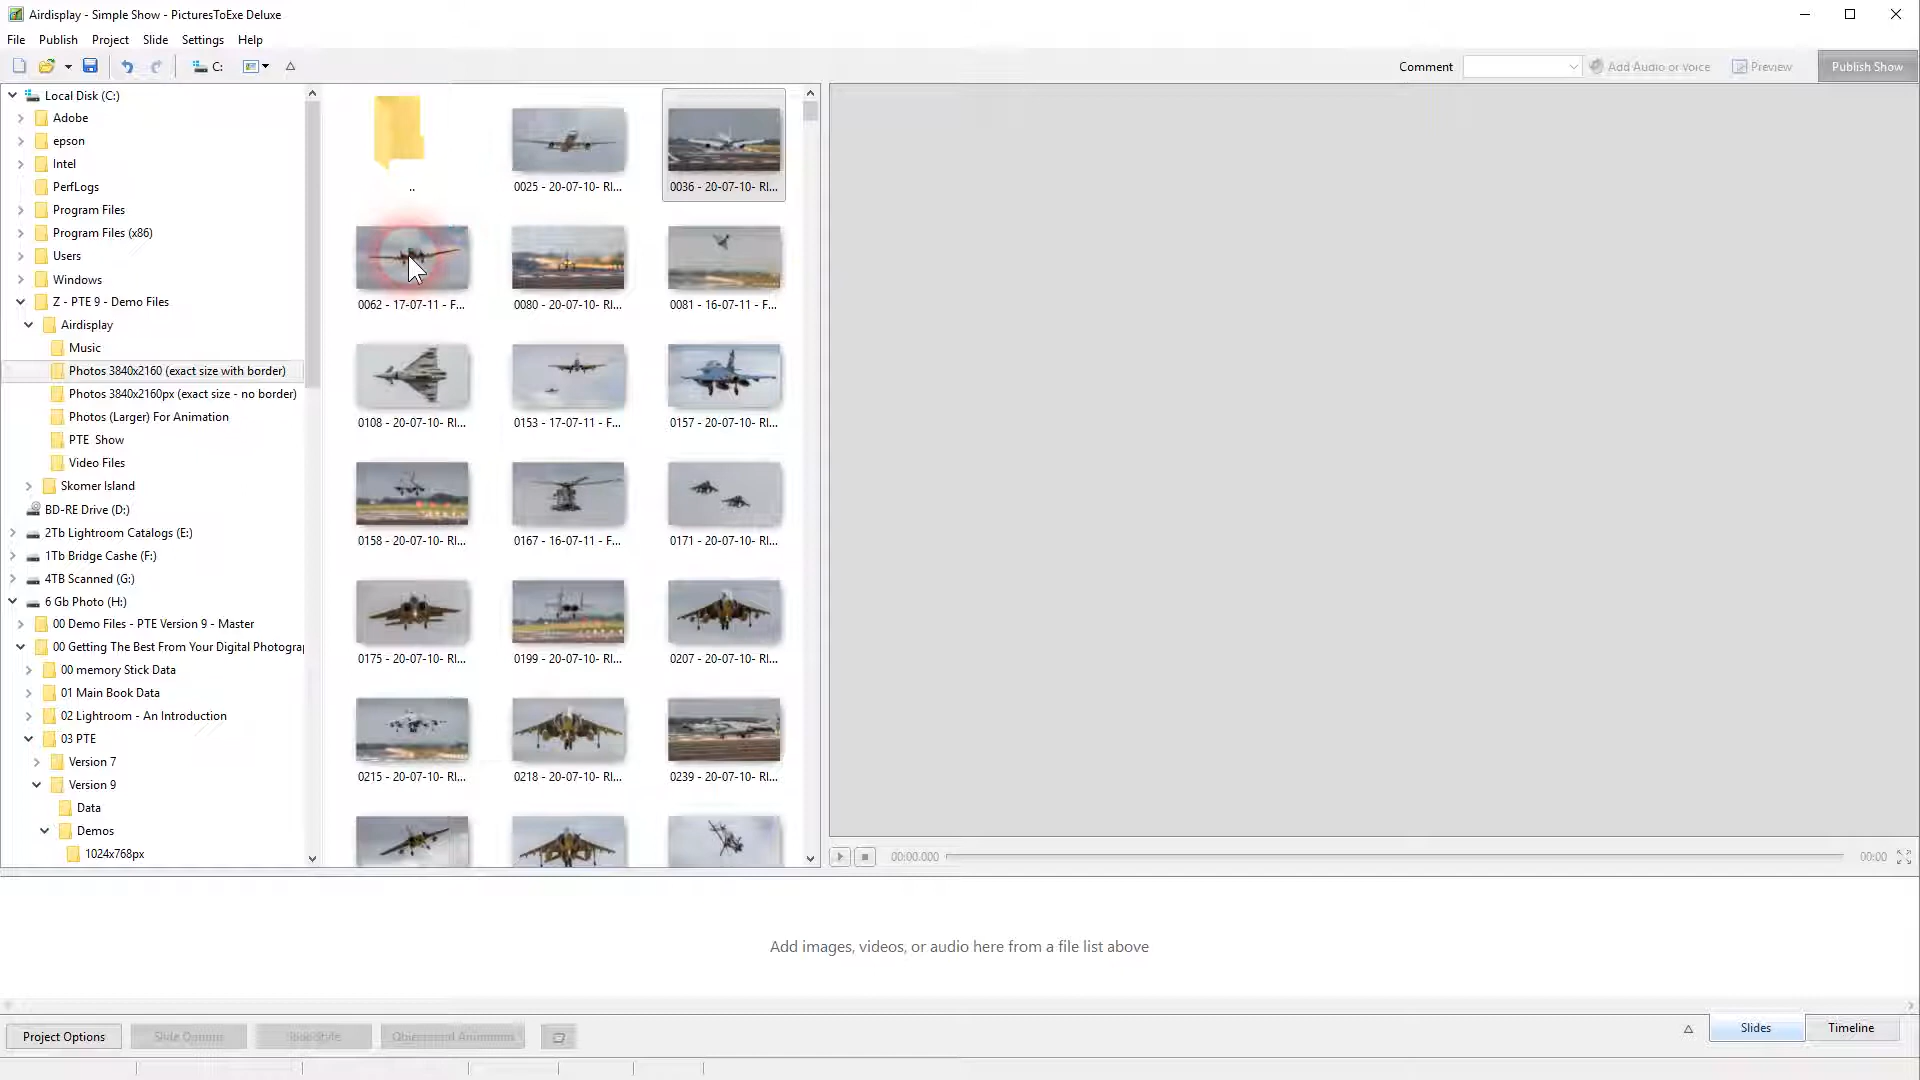 Airdisplay - Simple Show - PicturesToExe Deluxe
File Publish Project Slide Settings Help
C:
Comment
Add Audio or Voice
Preview
Publish Show
Local Disk (C:)
Adobe
epson
Intel
PerfLogs
Program Files
Program Files (x86)
Users
Windows
Z - PTE 9 - Demo Files
Airdisplay
Music
Photos 3840x2160 (exact size with border)
Photos 3840x2160px (exact size - no border)
Photos (Larger) For Animation
PTE Show
Video Files
Skomer Island
BD-RE Drive (D:)
2Tb Lightroom Catalogs (E:)
1Tb Bridge Cashe (F:)
4TB Scanned (G:)
6 Gb Photo (H:)
00 Demo Files - PTE Version 9 - Master
00 Getting The Best From Your Digital Photograp
00 memory Stick Data
01 Main Book Data
02 Lightroom - An Introduction
03 PTE
Version 7
Version 9
Data
Demos
1024x768px
..
0025 - 20-07-10- RI...
0036 - 20-07-10- RI...
0062 - 17-07-11 - F...
0080 - 20-07-10- RI...
0081 - 16-07-11 - F...
0108 - 20-07-10- RI...
0153 - 17-07-11 - F...
0157 - 20-07-10- RI...
0158 - 20-07-10- RI...
0167 - 16-07-11 - F...
0171 - 20-07-10- RI...
0175 - 20-07-10- RI...
0199 - 20-07-10- RI...
0207 - 20-07-10- RI...
0215 - 20-07-10- RI...
0218 - 20-07-10- RI...
0239 - 20-07-10- RI...
00:00.000
00:00
Add images, videos, or audio here from a file list above
Project Options
Slide Options
Slides
Timeline